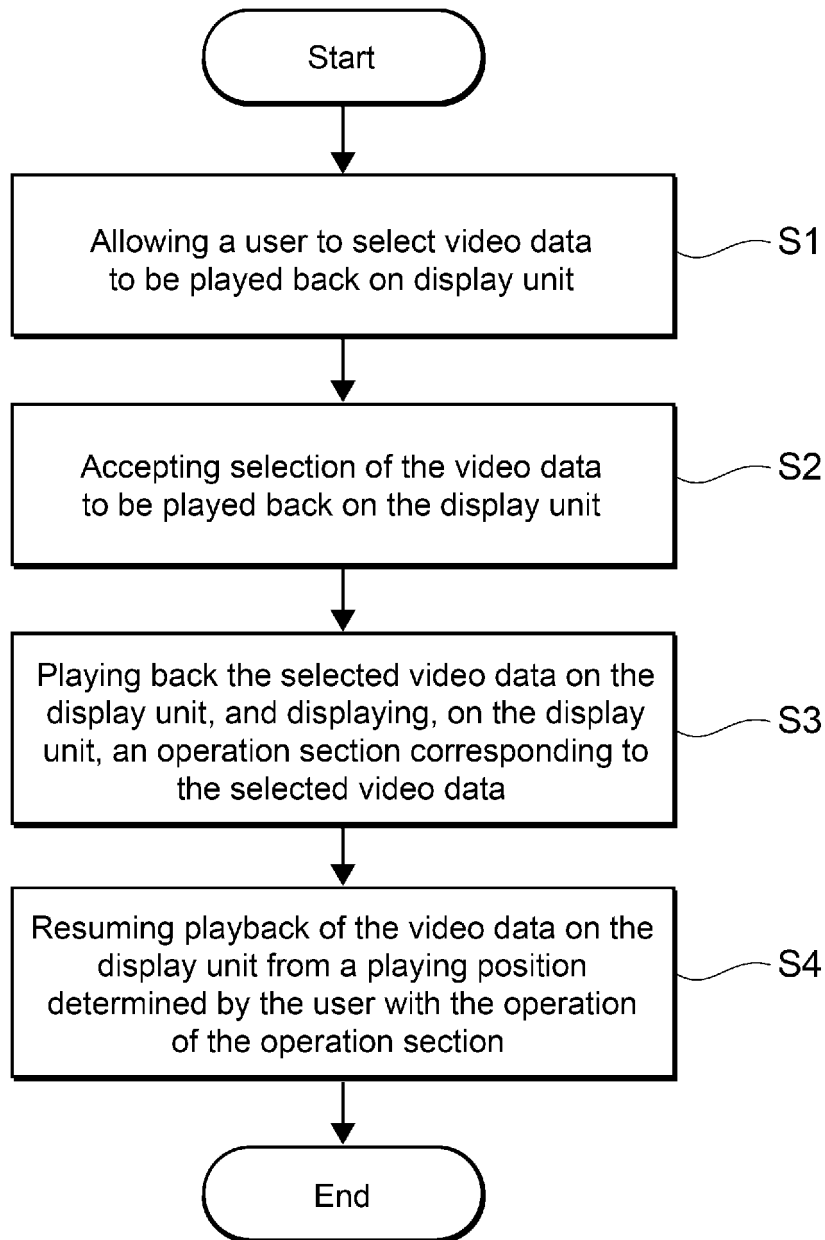 Start
Allowing a user to select video data
to be played back on display unit
S1
Accepting selection of the video data
to be played back on the display unit
S2
Playing back the selected video data on the
display unit, and displaying, on the display
unit, an operation section corresponding to
the selected video data
S3
Resuming playback of the video data on the
display unit from a playing position
determined by the user with the operation
of the operation section
S4
End